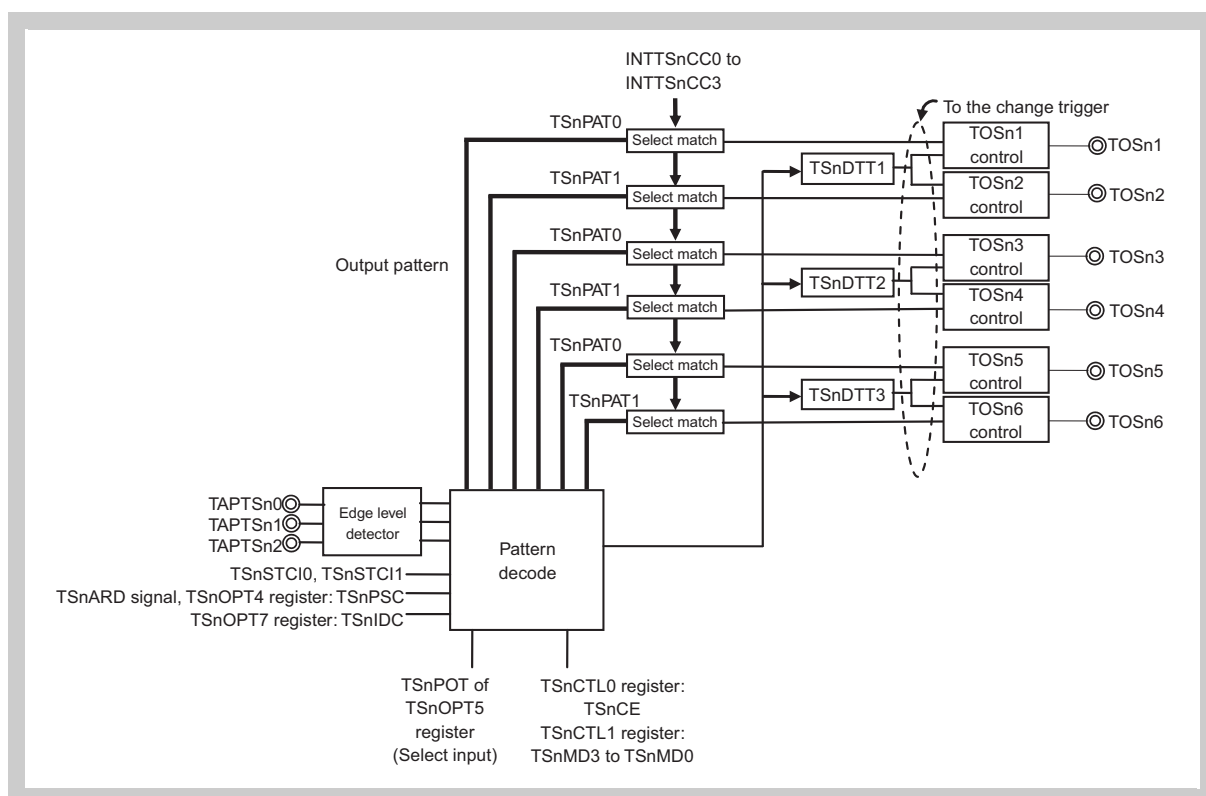 INTTSnCC0 to
INTTSnCC3
To the change trigger
TSnPAT0
Select match
TOSn1
control
TOSn1
TSnDTT1
TSnPAT1
Select match
TOSn2
control
TOSn2
TSnPAT0
Select match
TOSn3
control
TOSn3
Output pattern
TSnDTT2
TSnPAT1
Select match
TOSn4
control
TOSn4
TSnPAT0
Select match
TOSn5
control
TOSn5
TSnDTT3
TSnPAT1
Select match
TOSn6
control
TOSn6
TAPTSn0
TAPTSn1
TAPTSn2
Edge level
detector
Pattern
decode
TSnSTCI0, TSnSTCI1
TSnARD signal, TSnOPT4 register: TSnPSC
TSnOPT7 register: TSnIDC
TSnPOT of
TSnOPT5
register
(Select input)
TSnCTL0 register:
TSnCE
TSnCTL1 register:
TSnMD3 to TSnMD0